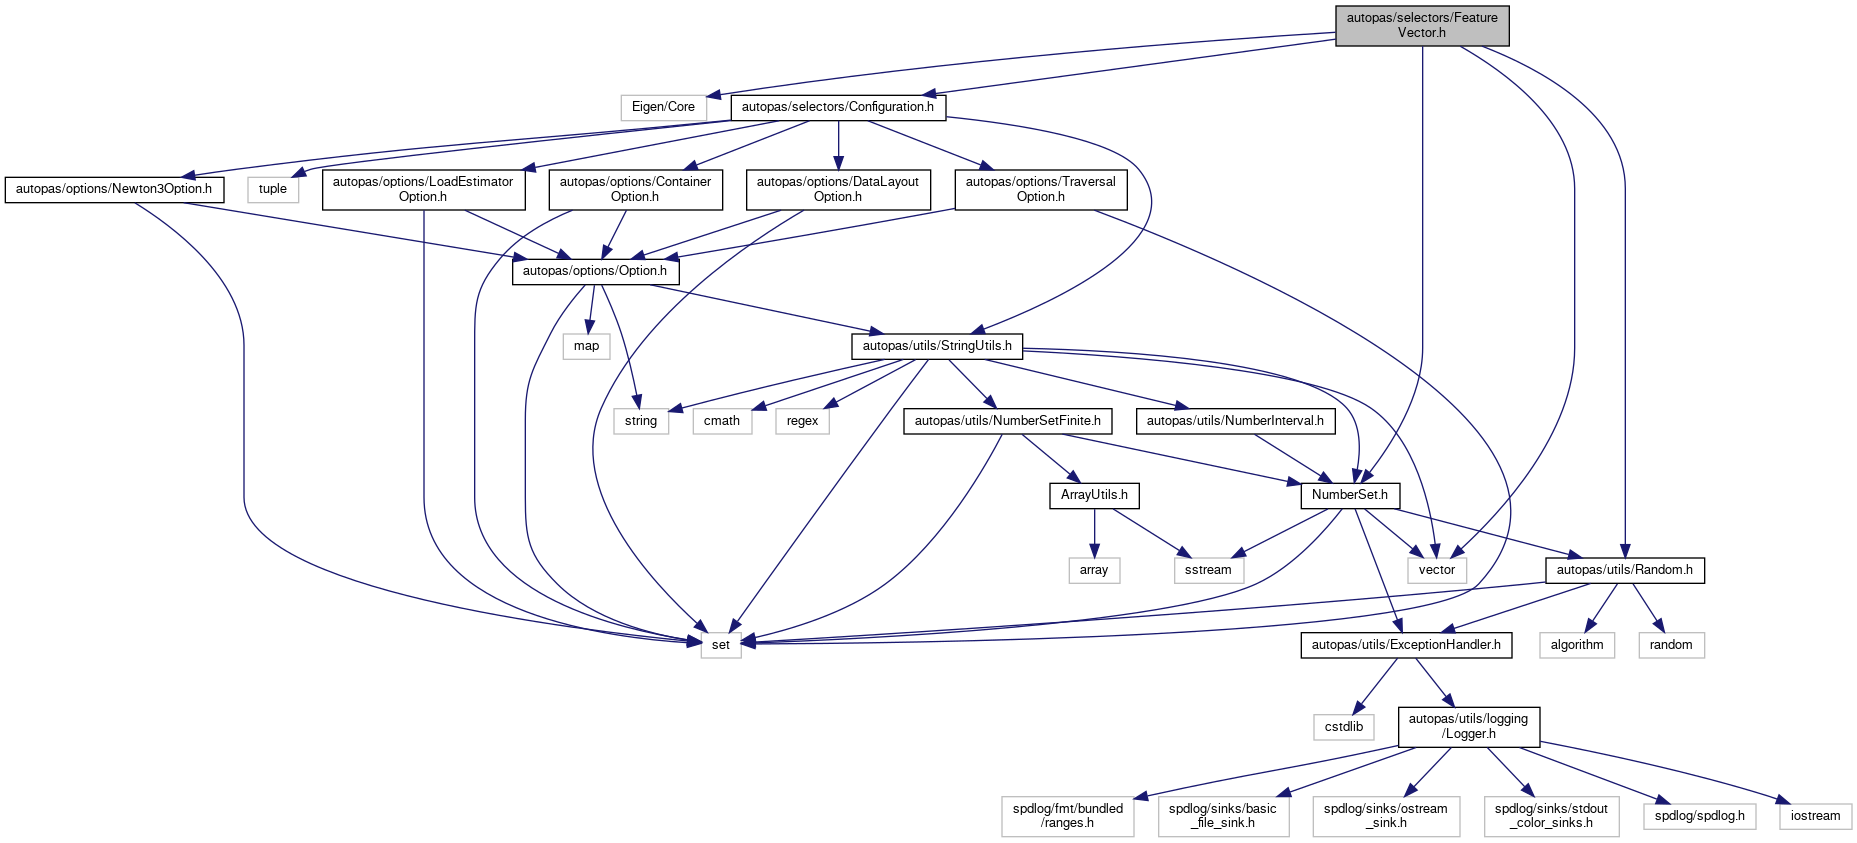 autopas/selectors/Feature
Vector.h
Eigen/Core
autopas/selectors/Configuration.h
autopas/options/Newton3Option.h
tuple
autopas/options/LoadEstimator
Option.h
autopas/options/Container
Option.h
autopas/options/DataLayout
Option.h
autopas/options/Traversal
Option.h
autopas/options/Option.h
map
autopas/utils/StringUtils.h
string
cmath
regex
autopas/utils/NumberSetFinite.h
autopas/utils/NumberInterval.h
ArrayUtils.h
NumberSet.h
array
sstream
vector
autopas/utils/Random.h
set
autopas/utils/ExceptionHandler.h
algorithm
random
cstdlib
autopas/utils/logging
/Logger.h
spdlog/fmt/bundled
/ranges.h
spdlog/sinks/basic
_file_sink.h
spdlog/sinks/ostream
_sink.h
spdlog/sinks/stdout
_color_sinks.h
spdlog/spdlog.h
iostream